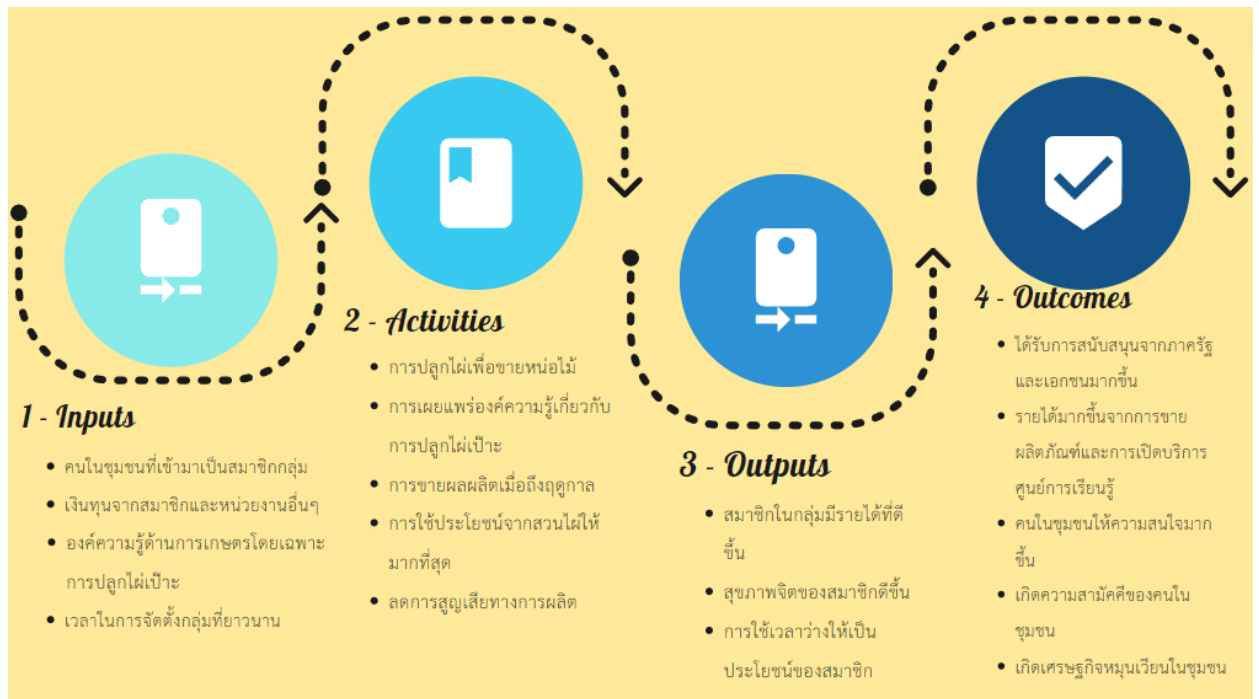 1 - Inputs
• คนในชุมชนที่เข้ามาเป็นสมาชิกกลุ่ม
• เงินทุนจากสมาชิกและหน่วยงานอื่นๆ
• องค์ความรู้ด้านการเกษตรโดยเฉพาะ
การปลูกไผ่เป๊าะ
• เวลาในการจัดตั้งกลุ่มที่ยาวนาน
2 - Activities
• การปลูกไผ่เพื่อขายหน่อไม้
• การเผยแพร่องค์ความรู้เกี่ยวกับ
การปลูกไผ่เป๊าะ
• การขายผลผลิตเมื่อถึงฤดูกาล
• การใช้ประโยชน์จากสวนไผ่ให้
มากที่สุด
• ลดการสูญเสียทางการผลิต
3 - Outputs
• สมาชิกในกลุ่มมีรายได้ที่ดี
ขึ้น
• สุขภาพจิตของสมาชิกดีขึ้น
• การใช้เวลาว่างให้เป็น
ประโยชน์ของสมาชิก
4 - Outcomes
• ได้รับการสนับสนุนจากภาครัฐ
และเอกชนมากขึ้น
• รายได้มากขึ้นจากการขาย
ผลิตภัณฑ์และการเปิดบริการ
ศูนย์การเรียนรู้
• คนในชุมชนให้ความสนใจมาก
ขึ้น
• เกิดความสามัคคีของคนใน
ชุมชน
• เกิดเศรษฐกิจหมุนเวียนในชุมชน